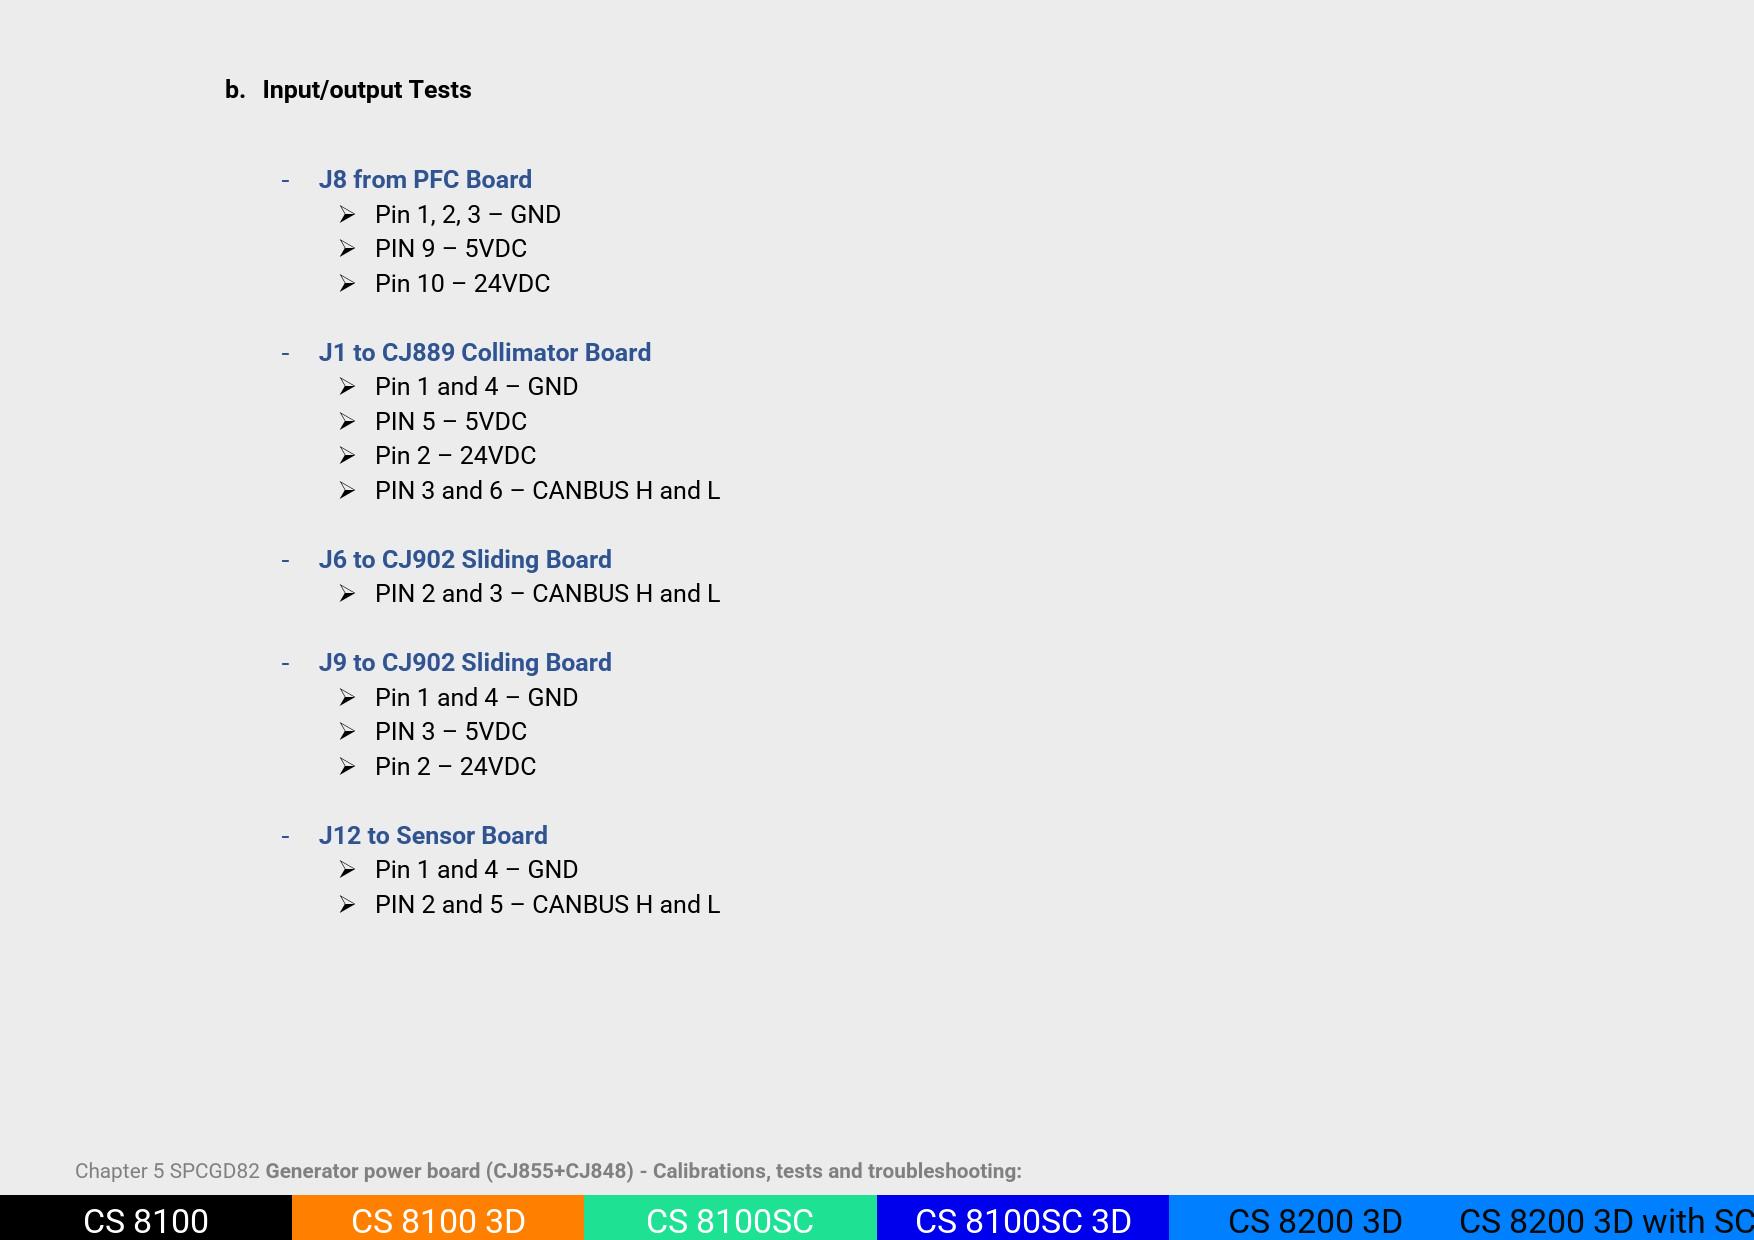 b. Input/output Tests
- J8 from PFC Board
➢ Pin 1, 2, 3 – GND
➢ PIN 9 – 5VDC
➢ Pin 10 – 24VDC
- J1 to CJ889 Collimator Board
➢ Pin 1 and 4 – GND
➢ PIN 5 – 5VDC
➢ Pin 2 – 24VDC
➢ PIN 3 and 6 – CANBUS H and L
- J6 to CJ902 Sliding Board
➢ PIN 2 and 3 – CANBUS H and L
- J9 to CJ902 Sliding Board
➢ Pin 1 and 4 – GND
➢ PIN 3 – 5VDC
➢ Pin 2 – 24VDC
- J12 to Sensor Board
➢ Pin 1 and 4 – GND
➢ PIN 2 and 5 – CANBUS H and L
Chapter 5 SPCGD82 Generator power board (CJ855+CJ848) - Calibrations, tests and troubleshooting:
CS 8100 CS 8100 3D CS 8100SC CS 8100SC 3D CS 8200 3D CS 8200 3D with SC